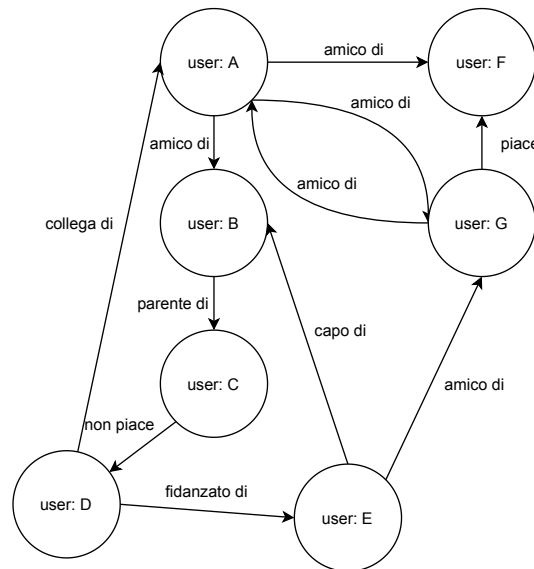 user: A
amico di
user: F
amico di
amico di
piace
amico di
user: B
user: G
collega di
parente di
capo di
user: C
amico di
non piace
fidanzato di
user: D
user: E